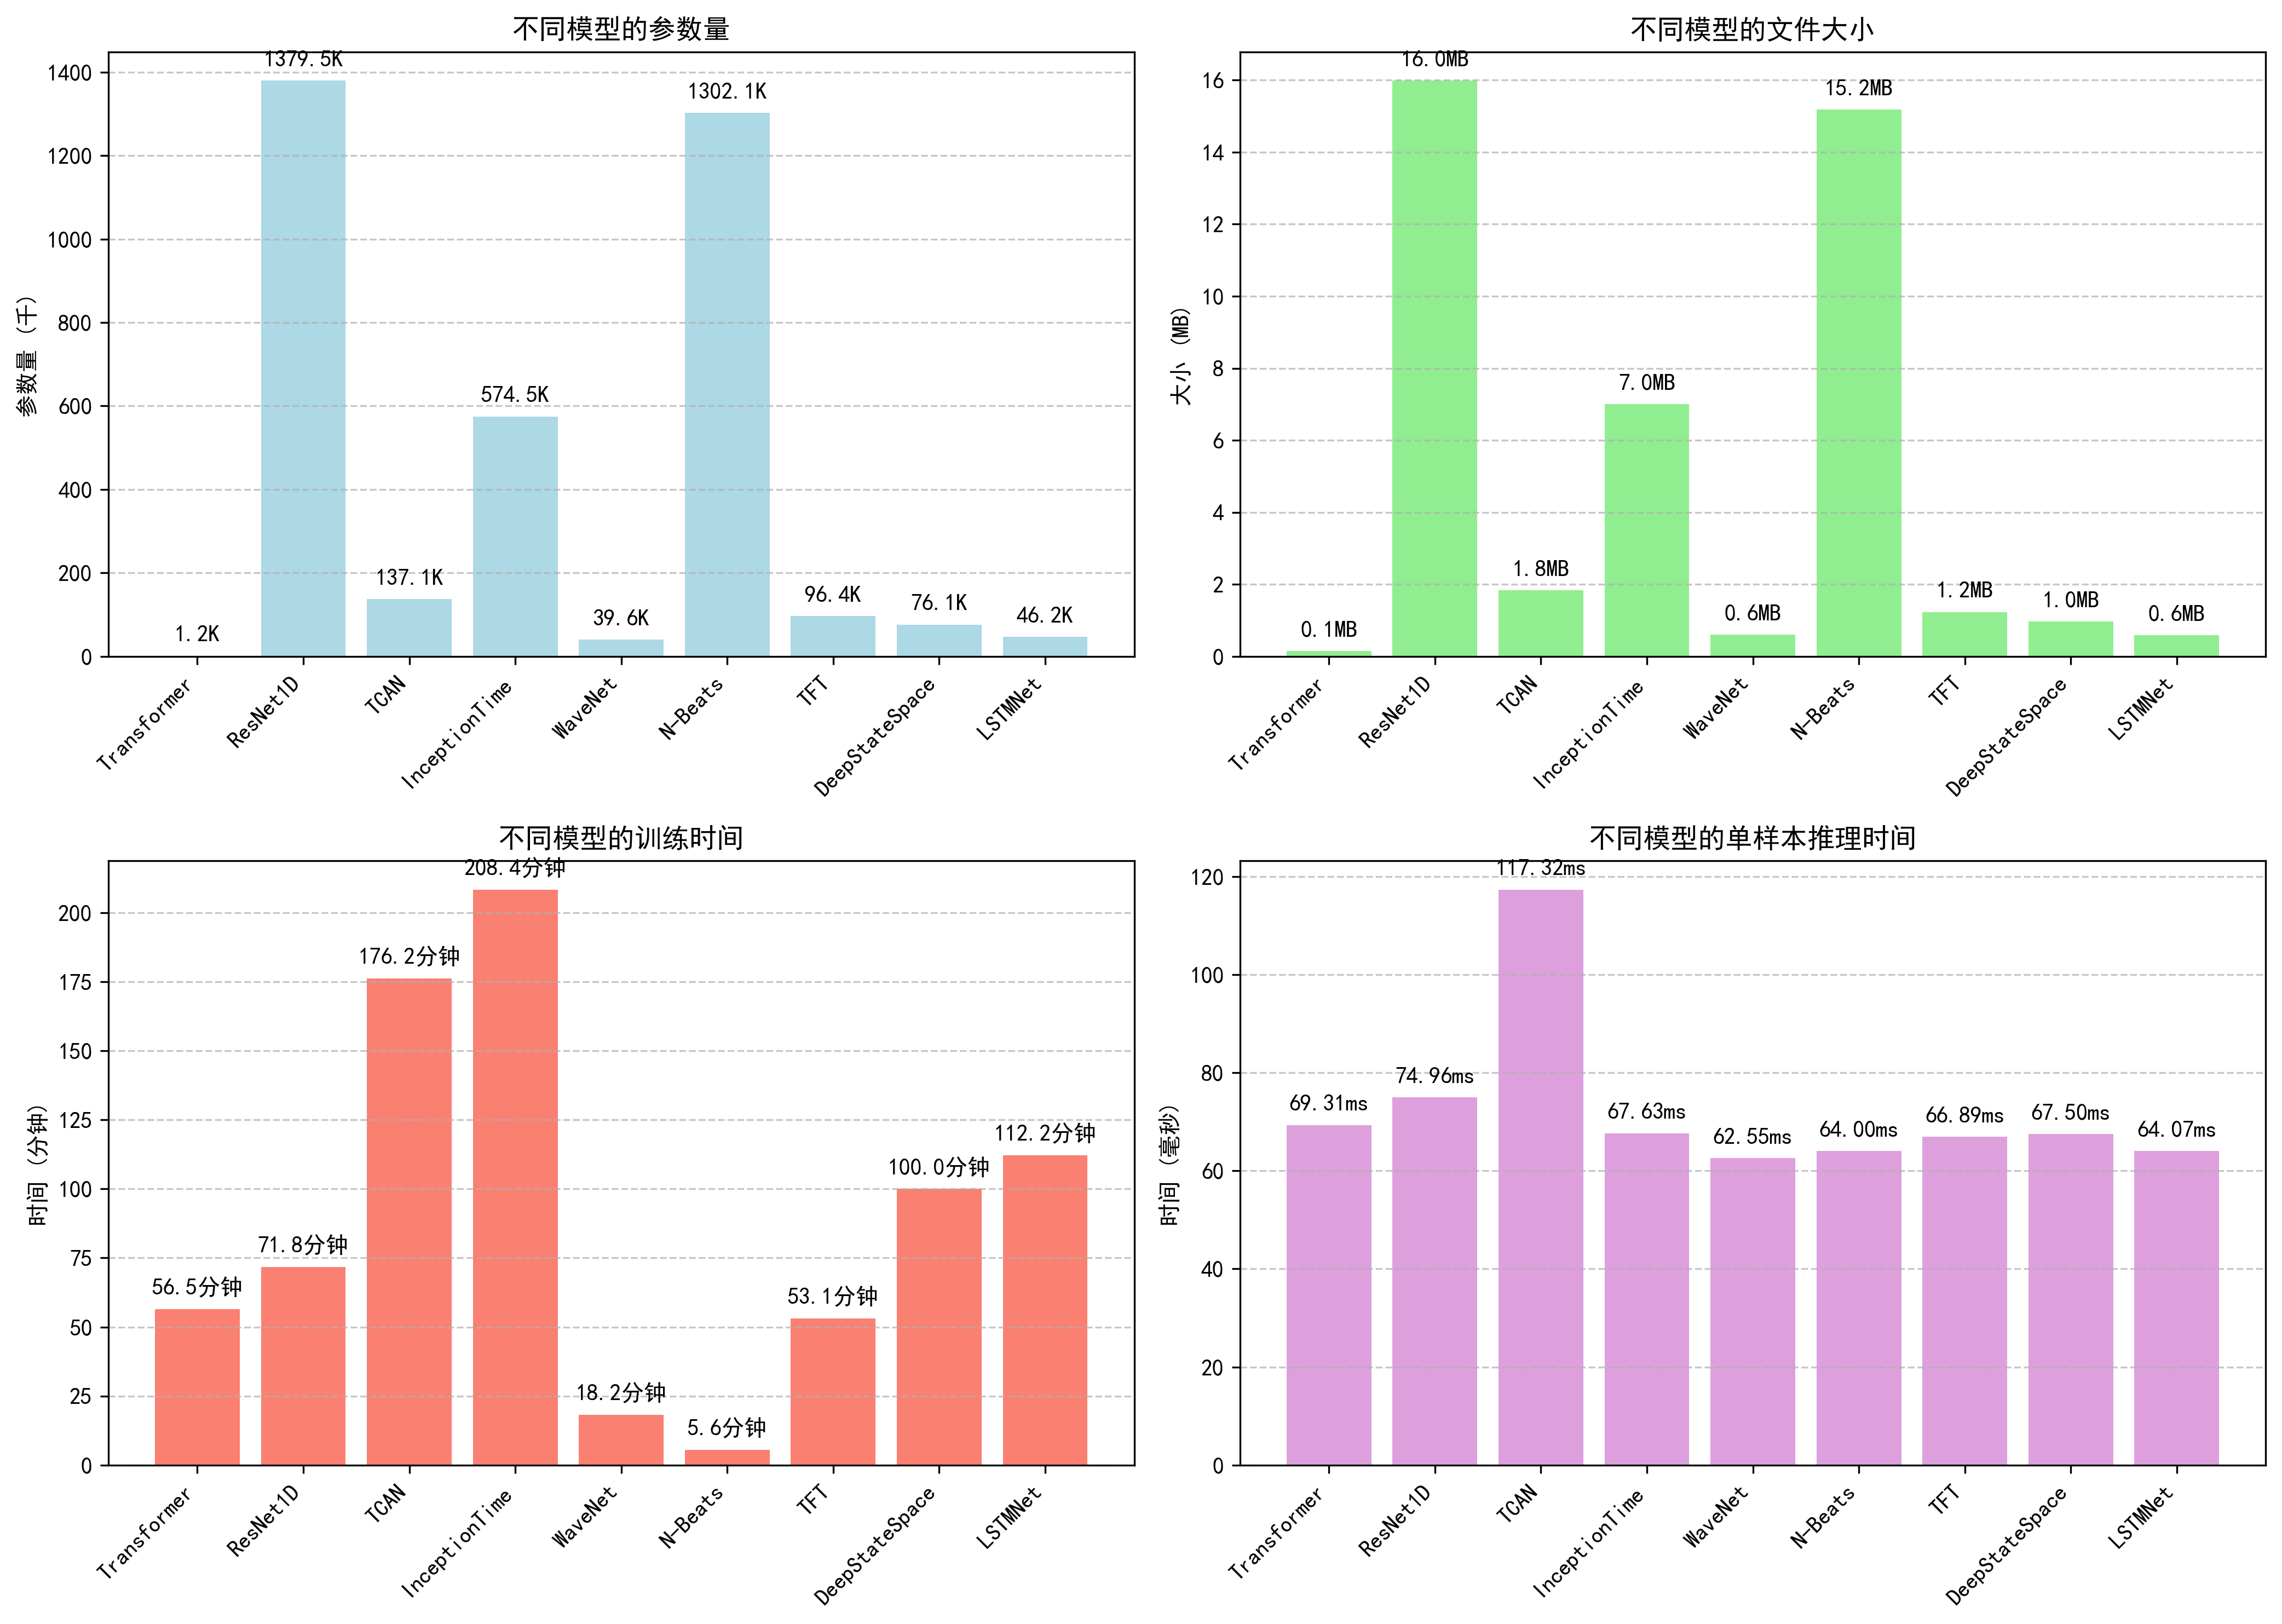 不同模型的参数量
参数量 (千)
1400
1200
1000
800
600
400
200
0
1.2K
1379.5K
137.1K
574.5K
39.6K
1302.1K
96.4K
76.1K
46.2K
Transformer
ResNet1D
TCAN
InceptionTime
WaveNet
N-Beats
TFT
DeepStateSpace
LSTMNet
不同模型的文件大小
大小 (MB)
16
14
12
10
8
6
4
2
0
0.1MB
16.0MB
1.8MB
7.0MB
0.6MB
15.2MB
1.2MB
1.0MB
0.6MB
Transformer
ResNet1D
TCAN
InceptionTime
WaveNet
N-Beats
TFT
DeepStateSpace
LSTMNet
不同模型的训练时间
时间 (分钟)
200
175
150
125
100
75
50
25
0
56.5分钟
71.8分钟
176.2分钟
208.4分钟
18.2分钟
5.6分钟
53.1分钟
100.0分钟
112.2分钟
Transformer
ResNet1D
TCAN
InceptionTime
WaveNet
N-Beats
TFT
DeepStateSpace
LSTMNet
不同模型的单样本推理时间
时间 (毫秒)
120
100
80
60
40
20
0
69.31ms
74.96ms
117.32ms
67.63ms
62.55ms
64.00ms
66.89ms
67.50ms
64.07ms
Transformer
ResNet1D
TCAN
InceptionTime
WaveNet
N-Beats
TFT
DeepStateSpace
LSTMNet